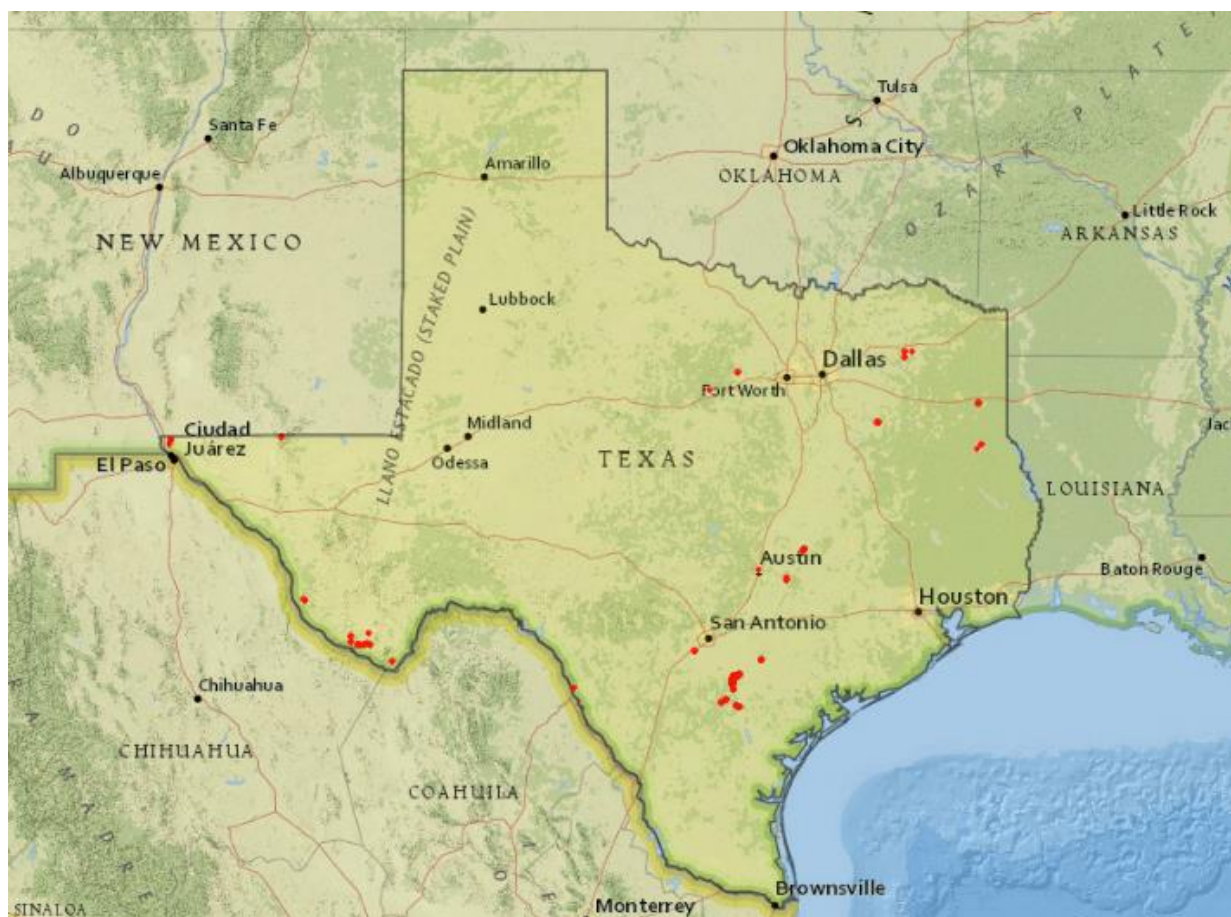 Tulsa
Santa Fe
Oklahoma City
Albuquerque
Amarillo
OKLAHOMA
OZARK PLATE
Little Rock
ARKANSAS
NEW MEXICO
LLANO ESTACADO (STAKED PLAIN)
Lubbock
Dallas
Fort Worth
Ciudad
Juárez
Midland
El Paso
Odessa
TEXAS
Jac
LOUISIANA
Austin
Baton Rouge
Houston
San Antonio
Chihuahua
CHIHUAHUA
COAHUILA
Brownsville
Monterrey
SINALOA